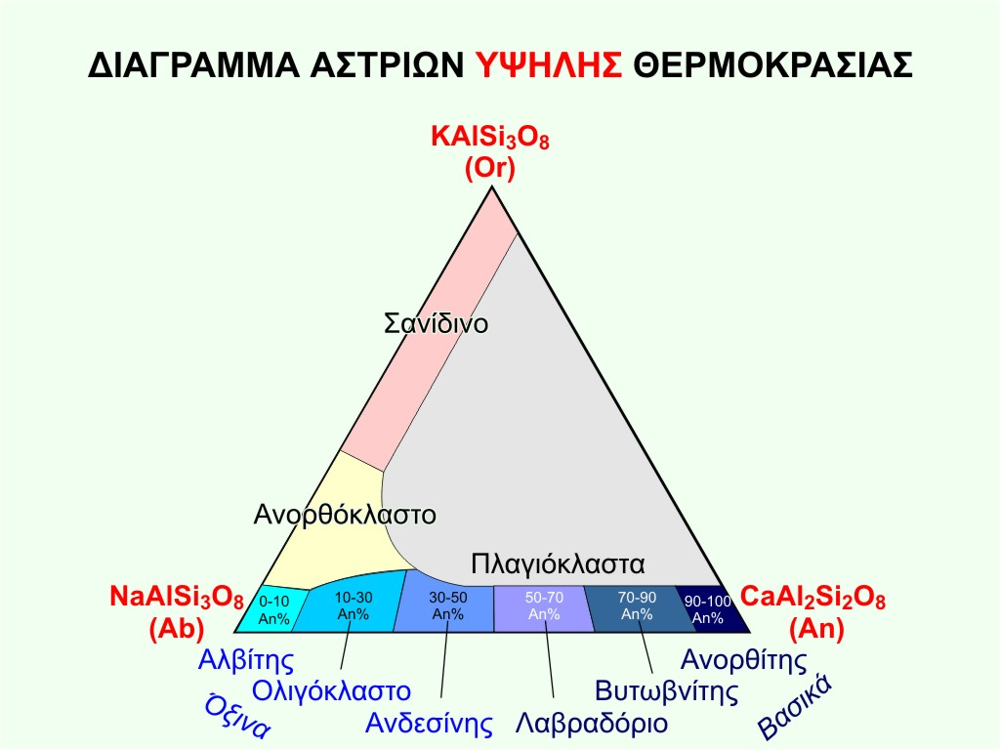 ΔΙΑΓΡΑΜΜΑ ΑΣΤΡΙΩΝ ΥΨΗΛΗΣ ΘΕΡΜΟΚΡΑΣΙΑΣ
KAlSi₃O₈
(Or)
Σανίδινο
Ανορθόκλαστο
Πλαγιόκλαστα
NaAlSi₃O₈
(Ab)
0-10
An%
10-30
An%
30-50
An%
50-70
An%
70-90
An%
90-100
An%
CaAl₂Si₂O₈
(An)
Αλβίτης
Ανορθίτης
Ολιγόκλαστο
Βυτωβνίτης
Ανδεσίνης
Λαβραδόριο
Όξινα
Βασικά